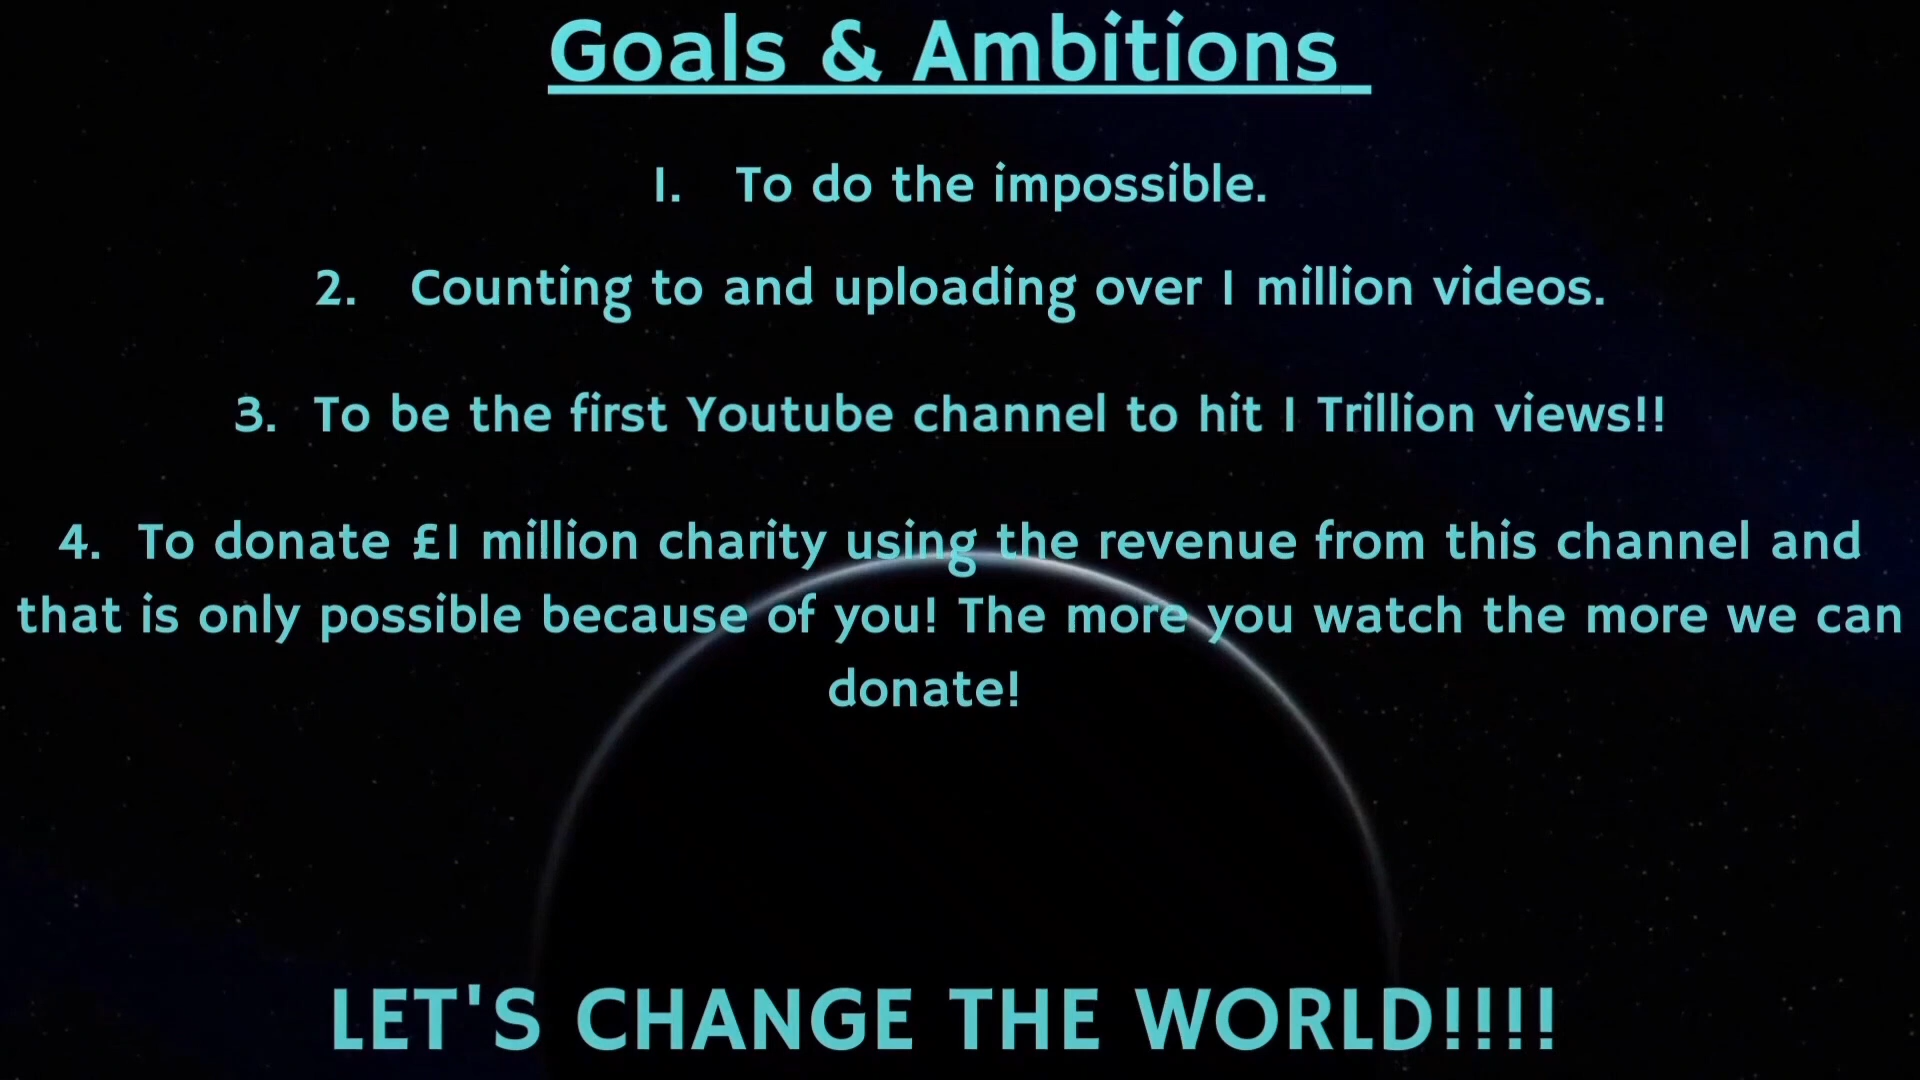 Goals & Ambitions
1. To do the impossible.
2. Counting to and uploading over 1 million videos.
3. To be the first Youtube channel to hit 1 Trillion views!!
4. To donate £1 million charity using the revenue from this channel and
that is only possible because of you! The more you watch the more we can
donate!
LET'S CHANGE THE WORLD!!!!